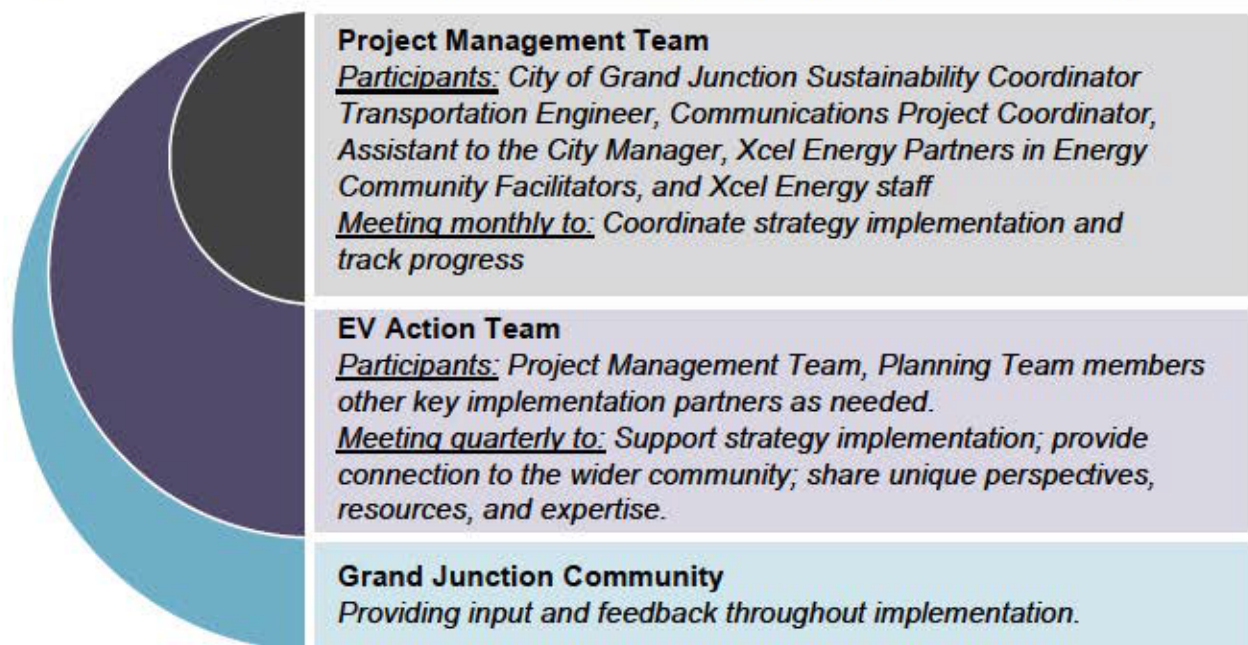 Project Management Team
Participants: City of Grand Junction Sustainability Coordinator
Transportation Engineer, Communications Project Coordinator,
Assistant to the City Manager, Xcel Energy Partners in Energy
Community Facilitators, and Xcel Energy staff
Meeting monthly to: Coordinate strategy implementation and
track progress
EV Action Team
Participants: Project Management Team, Planning Team members
other key implementation partners as needed.
Meeting quarterly to: Support strategy implementation; provide
connection to the wider community; share unique perspectives,
resources, and expertise.
Grand Junction Community
Providing input and feedback throughout implementation.